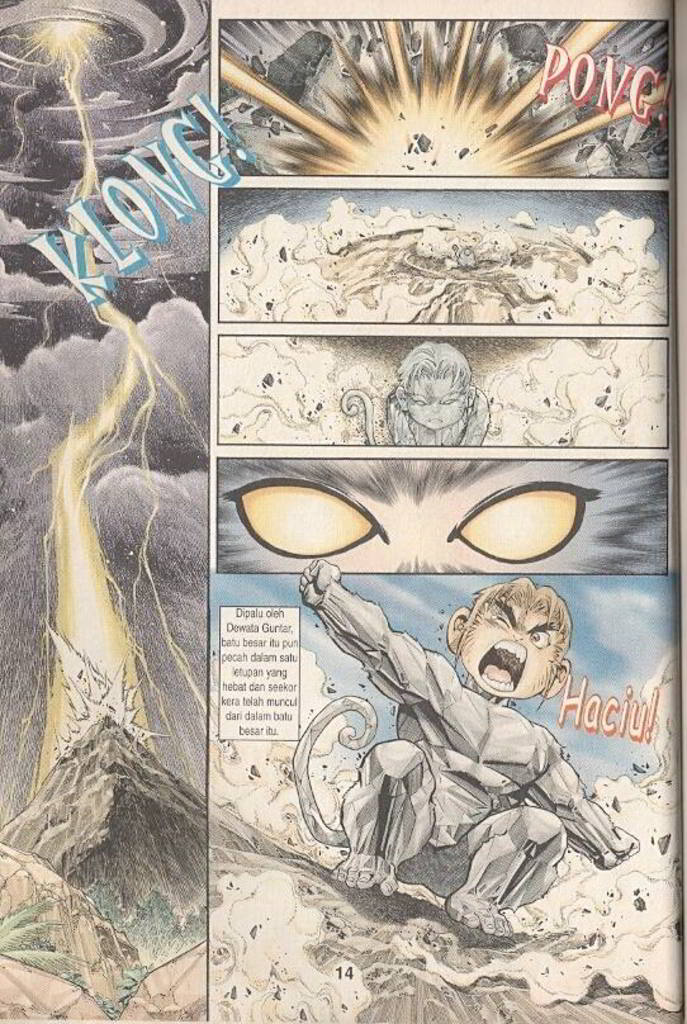 KLONG!
PONG!
Dipalu oleh
Dewata Guntar,
batu besar itu pun
pecah dalam satu
letupan yang
hebat dan seekor
kera telah muncul
dari dalam batu
besar itu.
Haciu!
14